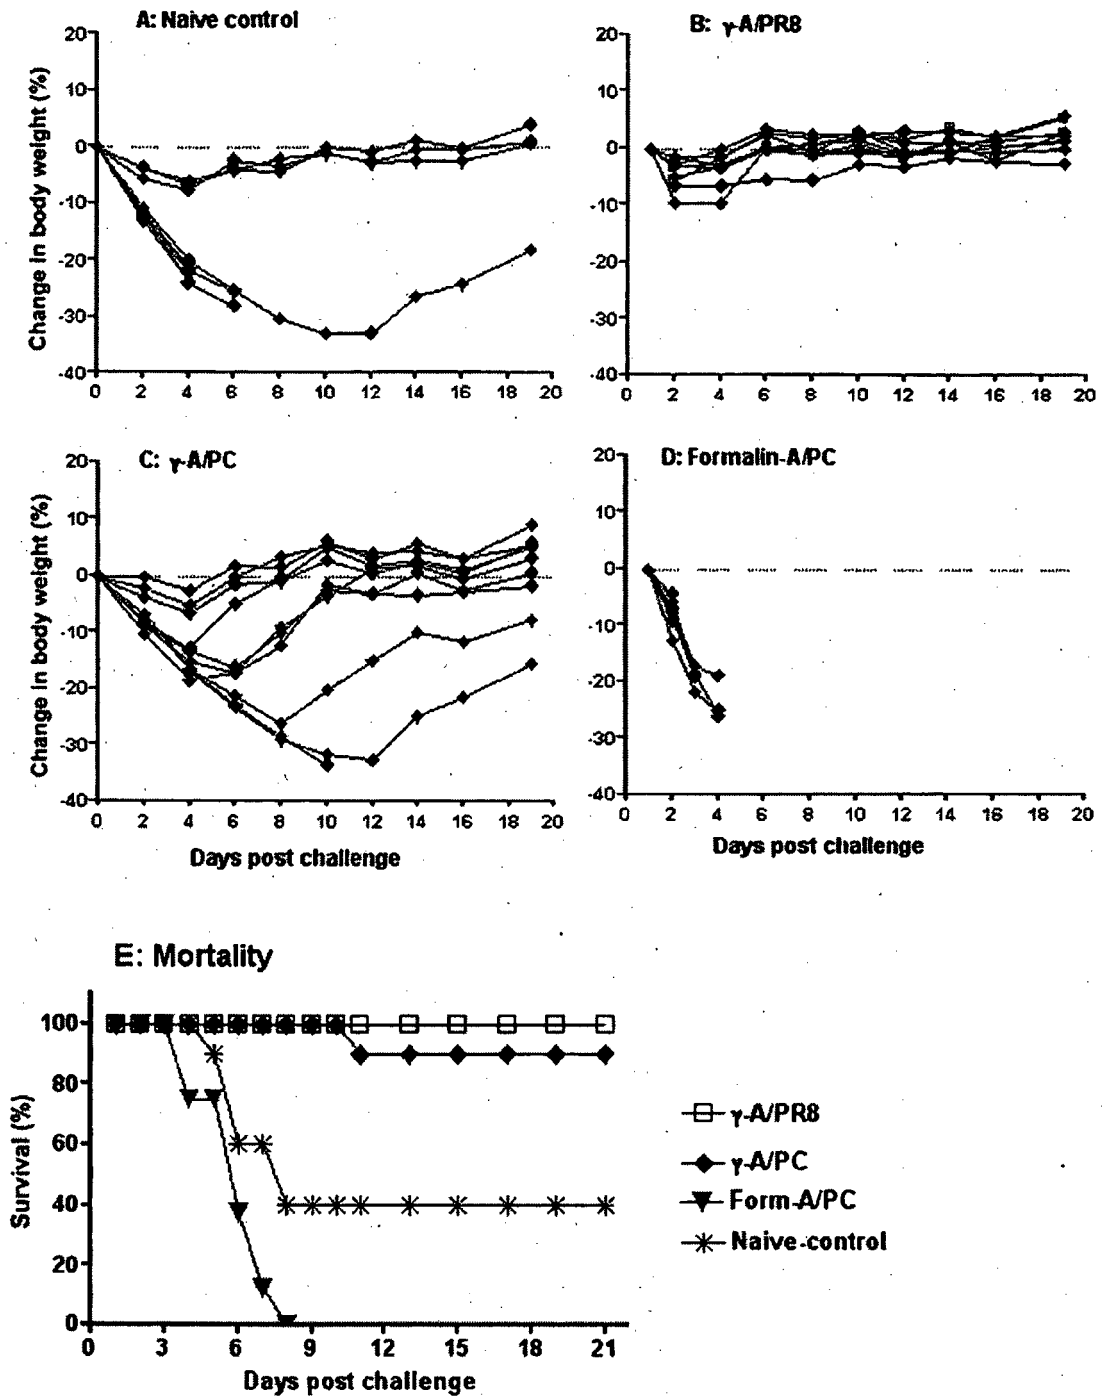 A: Naive control
Change in body weight (%)
20
10
0
-10
-20
-30
-40
0 2 4 6 8 10 12 14 16 18 20
B: γ-A/PR8
20
10
0
-10
-20
-30
-40
0 2 4 6 8 10 12 14 16 18 20
C: γ-A/PC
Change in body weight (%)
20
10
0
-10
-20
-30
-40
0 2 4 6 8 10 12 14 16 18 20
Days post challenge
D: Formalin-A/PC
20
10
0
-10
-20
-30
-40
0 2 4 6 8 10 12 14 16 18 20
Days post challenge
E: Mortality
Survival (%)
100
80
60
40
20
0
0 3 6 9 12 15 18 21
Days post challenge
γ-A/PR8
γ-A/PC
Form-A/PC
Naive-control